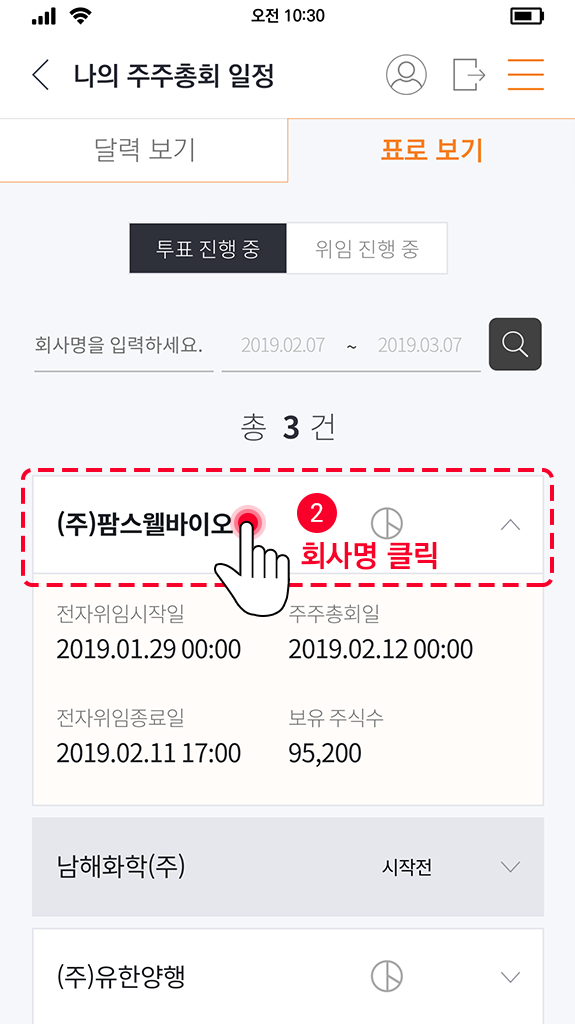 오전 10:30
나의 주주총회 일정
달력 보기 표로 보기
투표 진행 중 위임 진행 중
회사명을 입력하세요. 2019.02.07 ~ 2019.03.07
총 3 건
(주)팜스웰바이오 2
회사명 클릭
전자위임시작일 주주총회일
2019.01.29 00:00 2019.02.12 00:00
전자위임종료일 보유 주식수
2019.02.11 17:00 95,200
남해화학(주) 시작전
(주)유한양행